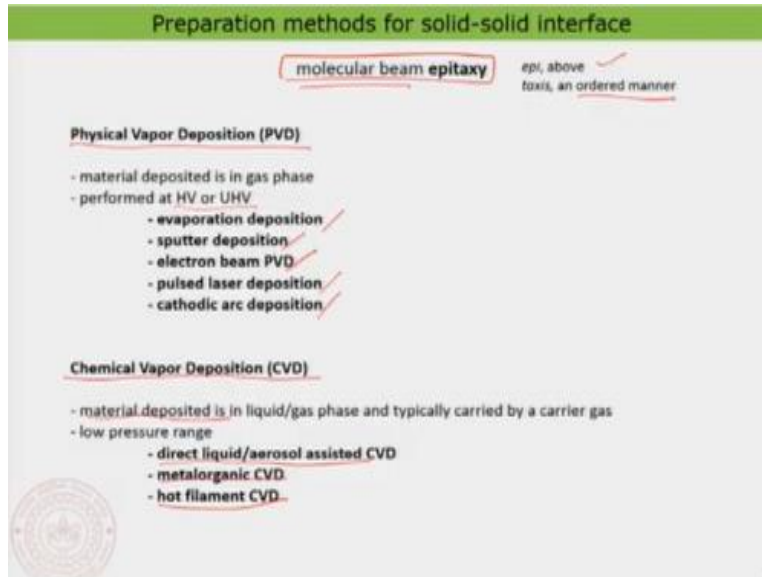 Preparation methods for solid-solid interface
molecular beam epitaxy
epi, above
taxis, an ordered manner
Physical Vapor Deposition (PVD)
- material deposited is in gas phase
- performed at HV or UHV
- evaporation deposition
- sputter deposition
- electron beam PVD
- pulsed laser deposition
- cathodic arc deposition
Chemical Vapor Deposition (CVD)
- material deposited is in liquid/gas phase and typically carried by a carrier gas
- low pressure range
- direct liquid/aerosol assisted CVD
- metalorganic CVD
- hot filament CVD